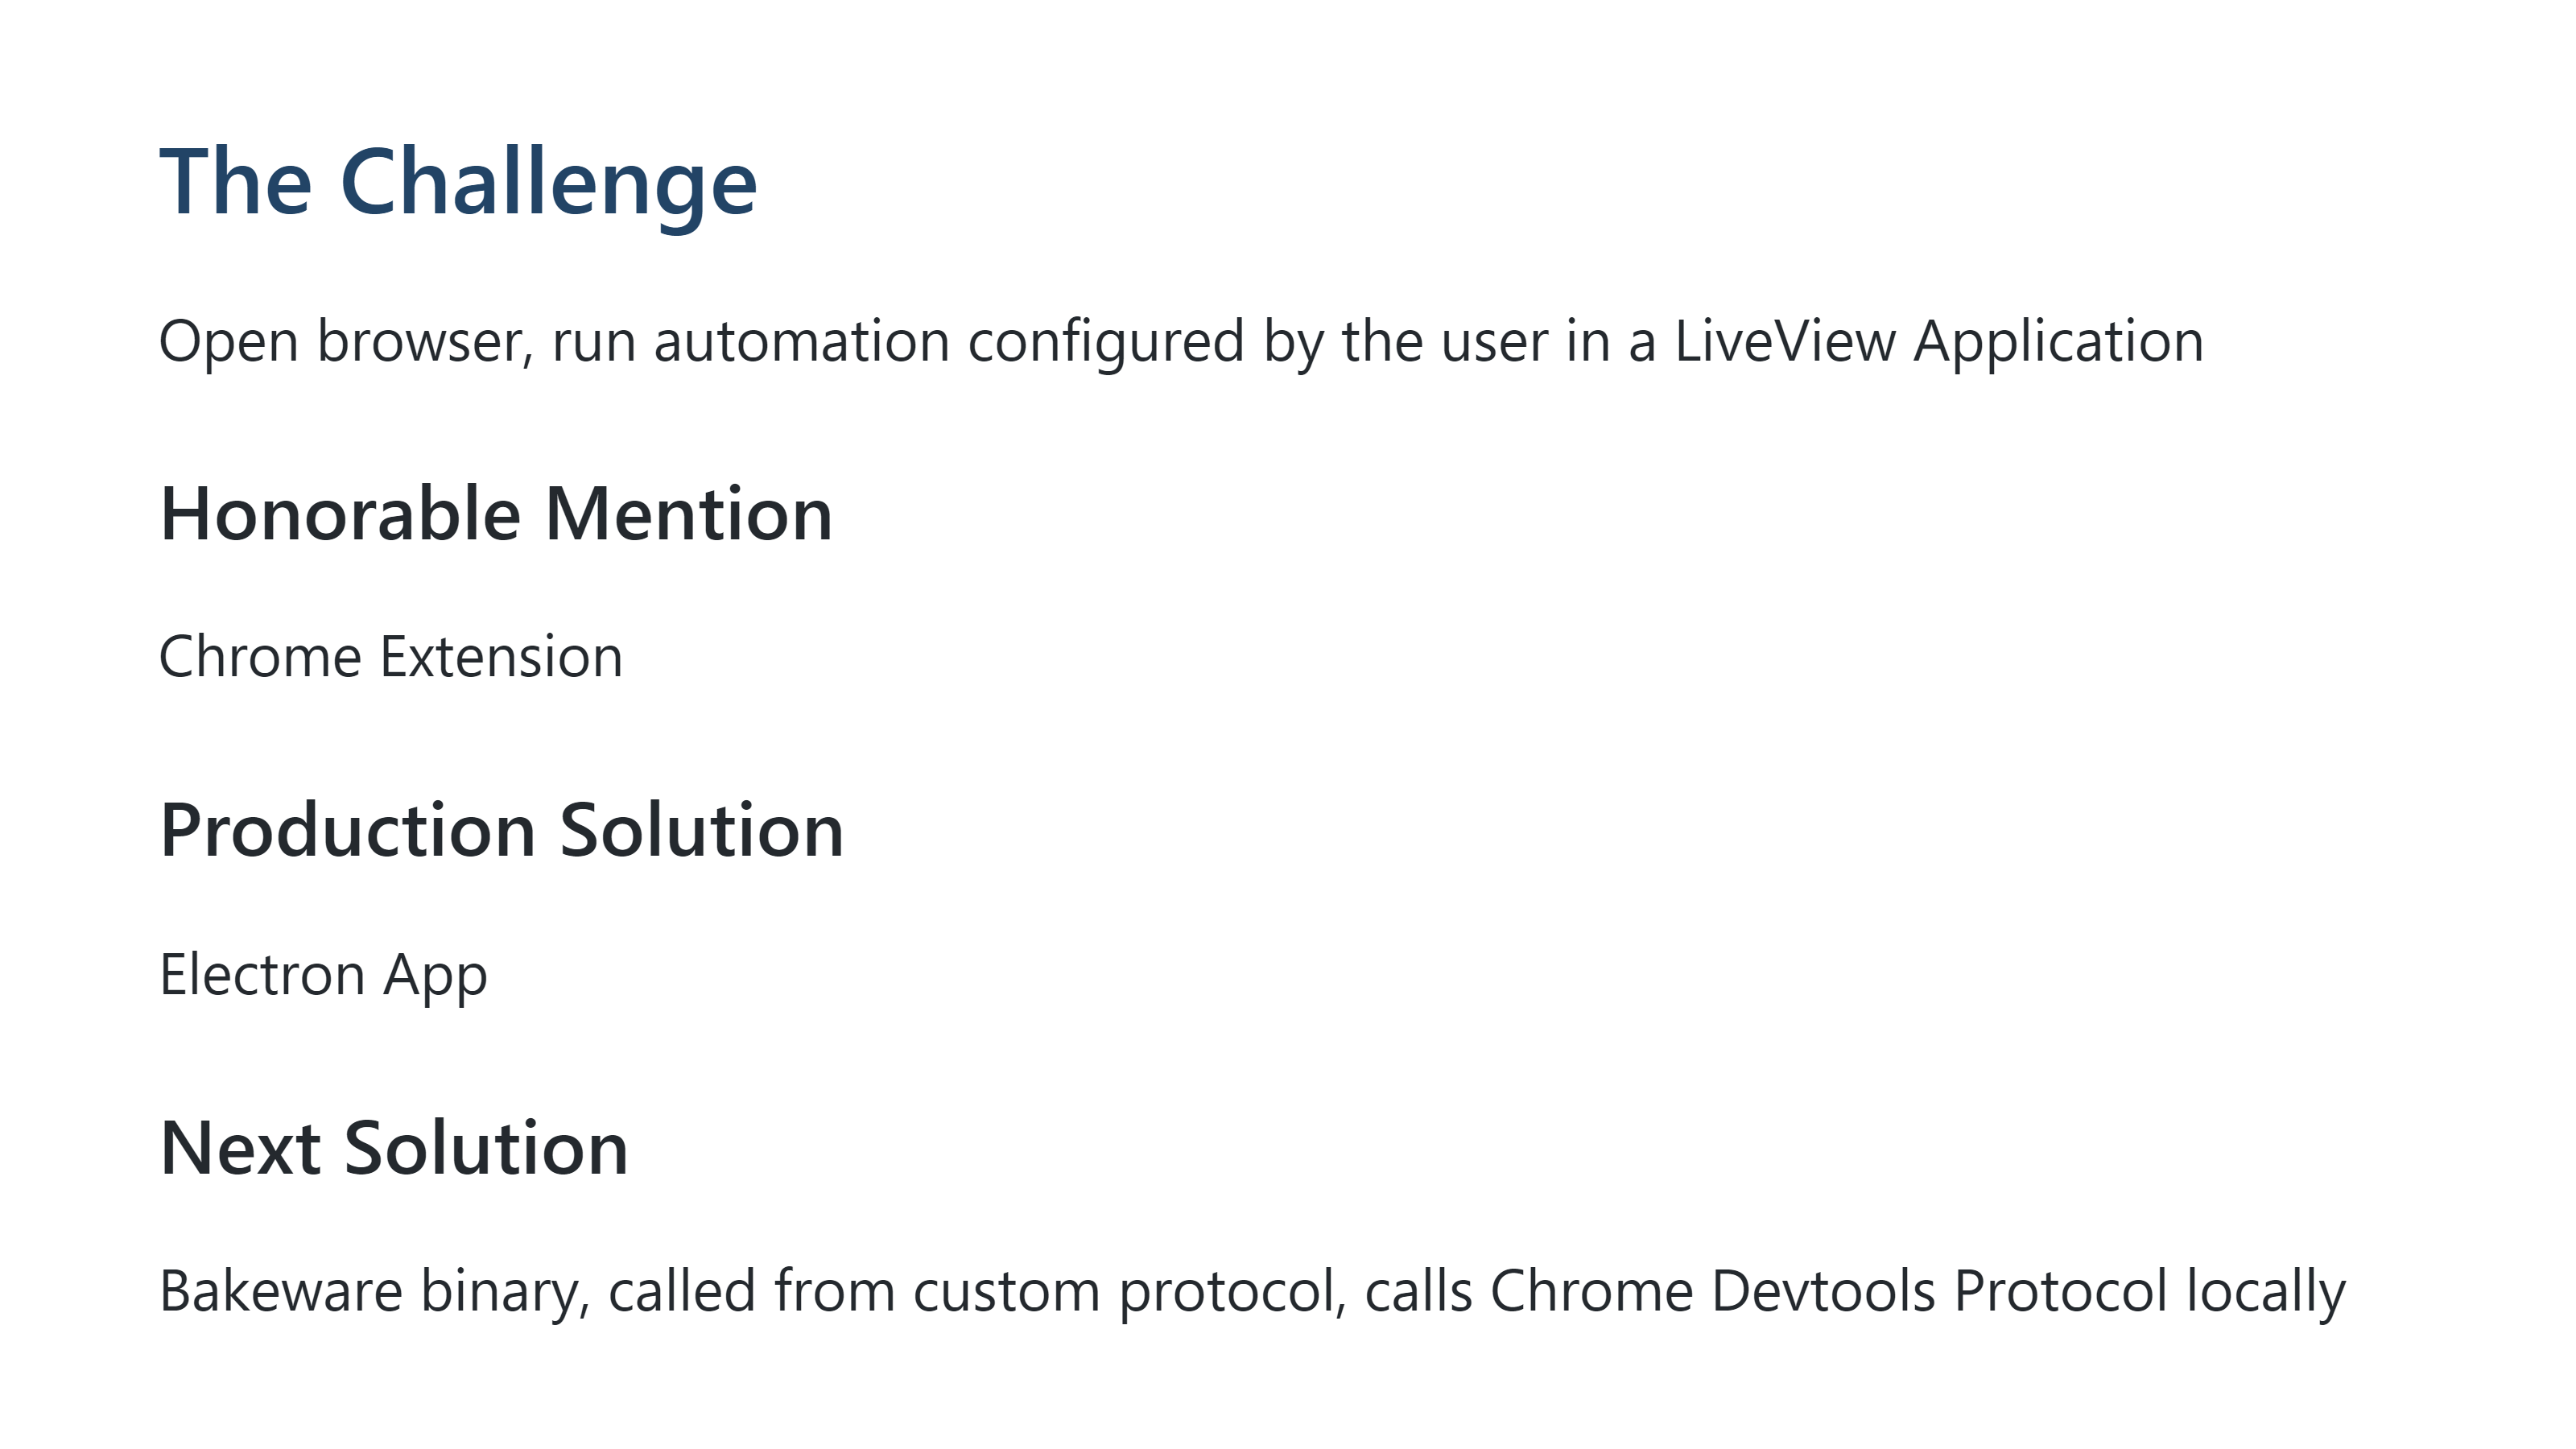 The Challenge
Open browser, run automation configured by the user in a LiveView Application
Honorable Mention
Chrome Extension
Production Solution
Electron App
Next Solution
Bakeware binary, called from custom protocol, calls Chrome Devtools Protocol locally